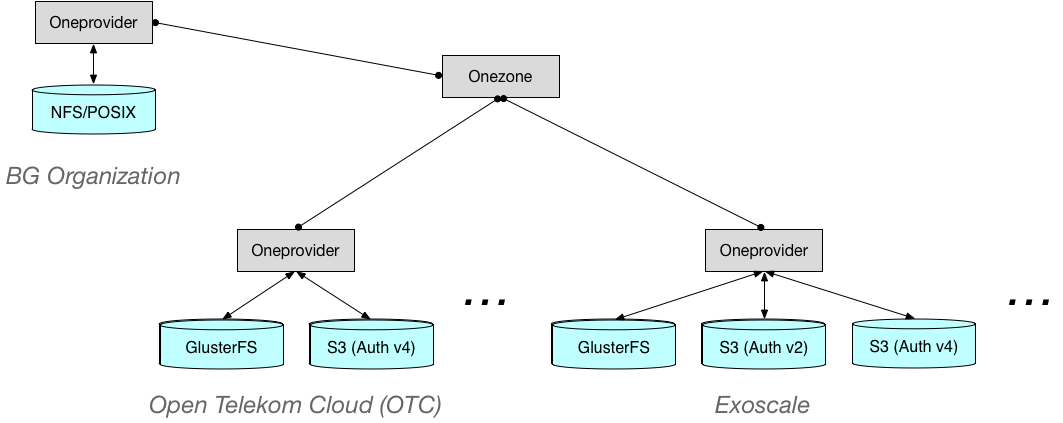 Oneprovider
Onezone
NFS/POSIX
BG Organization
Oneprovider
Oneprovider
...
...
GlusterFS
S3 (Auth v4)
GlusterFS
S3 (Auth v2)
S3 (Auth v4)
Open Telekom Cloud (OTC)
Exoscale